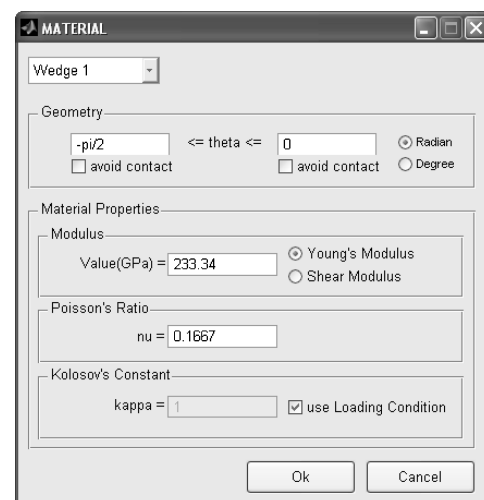 MATERIAL
Wedge 1
Geometry
-pi/2 <= theta <= 0 Radian
avoid contact avoid contact Degree
Material Properties
Modulus
Value(GPa) = 233.34 Young's Modulus
Shear Modulus
Poisson's Ratio
nu = 0.1667
Kolosov's Constant
kappa = 1 use Loading Condition
Ok Cancel